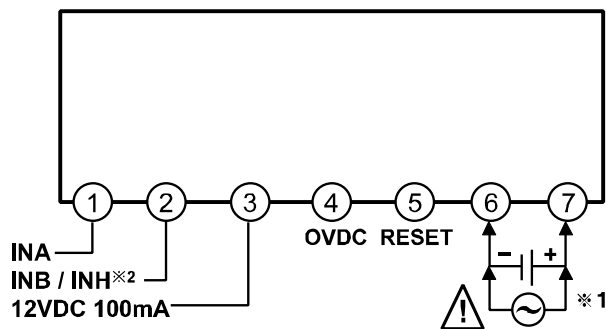 1 2 3 4 5 6 7
INA
OVDC RESET
INB / INH※2
12VDC 100mA
- +
※1